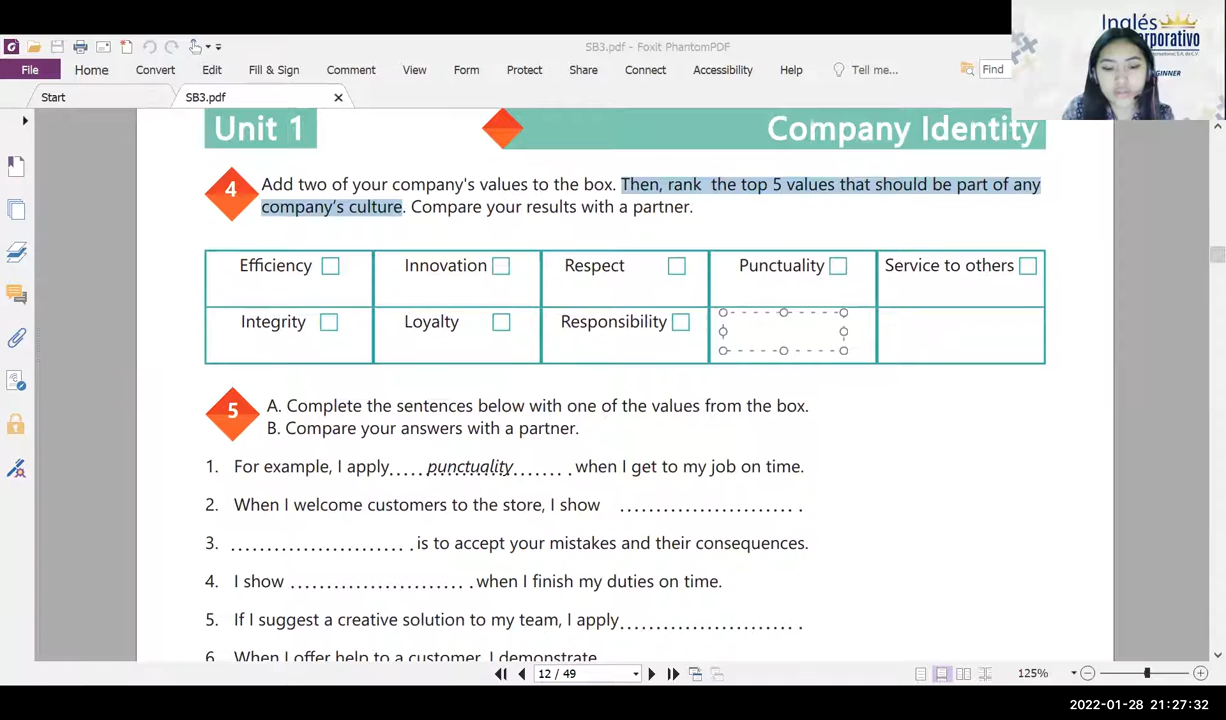 SB3.pdf - Foxit PhantomPDF
File Home Convert Edit Fill & Sign Comment View Form Protect Share Connect Accessibility Help Tell me... Find
Start SB3.pdf
Inglés
orporativo
International, S.A. de C.V.
GINNER
Unit 1 Company Identity
4 Add two of your company's values to the box. Then, rank the top 5 values that should be part of any
company's culture. Compare your results with a partner.
Efficiency Innovation Respect Punctuality Service to others
Integrity Loyalty Responsibility
5 A. Complete the sentences below with one of the values from the box.
B. Compare your answers with a partner.
1. For example, I apply.....punctuality........when I get to my job on time.
2. When I welcome customers to the store, I show ........................
3. ........................ is to accept your mistakes and their consequences.
4. I show ........................ when I finish my duties on time.
5. If I suggest a creative solution to my team, I apply........................
6. When I offer help to a customer, I demonstrate
12 / 49 125%
2022-01-28 21:27:32